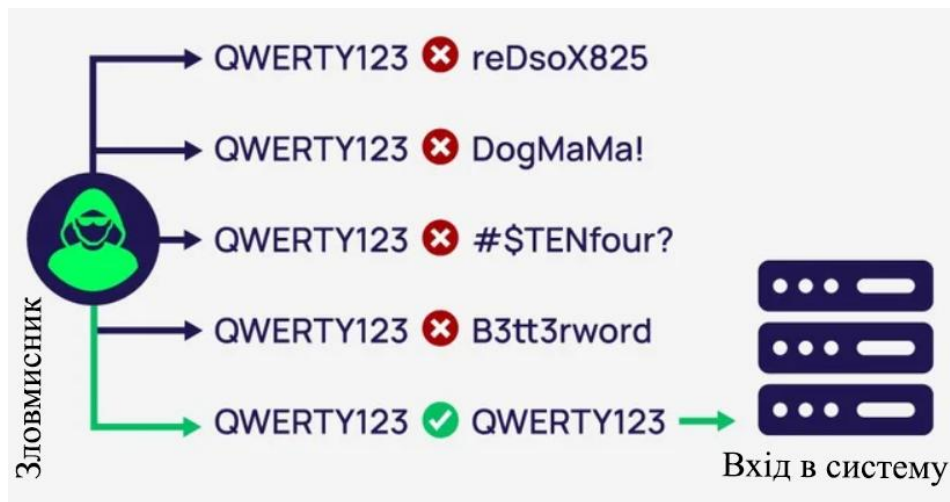 QWERTY123 reDsoX825
QWERTY123 DogMaMa!
QWERTY123 #$TENfour?
QWERTY123 B3tt3rword
QWERTY123 QWERTY123
Зловмисник
Вхід в систему